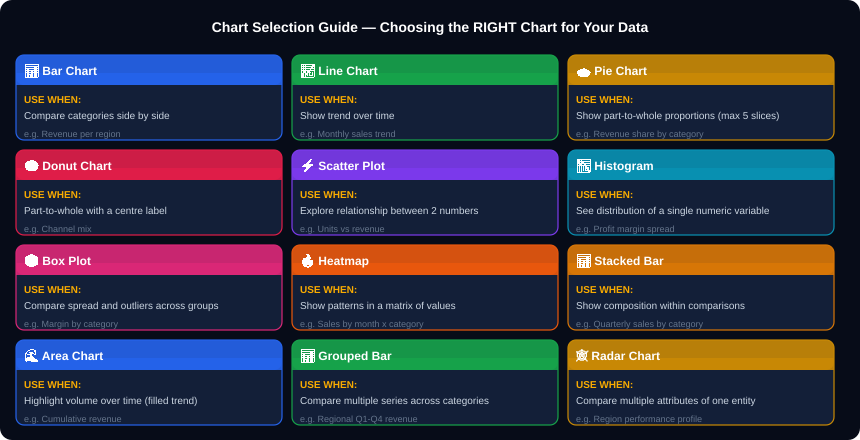 Chart Selection Guide — Choosing the RIGHT Chart for Your Data
Bar Chart
USE WHEN:
Compare categories side by side
e.g. Revenue per region
Line Chart
USE WHEN:
Show trend over time
e.g. Monthly sales trend
Pie Chart
USE WHEN:
Show part-to-whole proportions (max 5 slices)
e.g. Revenue share by category
Donut Chart
USE WHEN:
Part-to-whole with a centre label
e.g. Channel mix
Scatter Plot
USE WHEN:
Explore relationship between 2 numbers
e.g. Units vs revenue
Histogram
USE WHEN:
See distribution of a single numeric variable
e.g. Profit margin spread
Box Plot
USE WHEN:
Compare spread and outliers across groups
e.g. Margin by category
Heatmap
USE WHEN:
Show patterns in a matrix of values
e.g. Sales by month x category
Stacked Bar
USE WHEN:
Show composition within comparisons
e.g. Quarterly sales by category
Area Chart
USE WHEN:
Highlight volume over time (filled trend)
e.g. Cumulative revenue
Grouped Bar
USE WHEN:
Compare multiple series across categories
e.g. Regional Q1-Q4 revenue
Radar Chart
USE WHEN:
Compare multiple attributes of one entity
e.g. Region performance profile